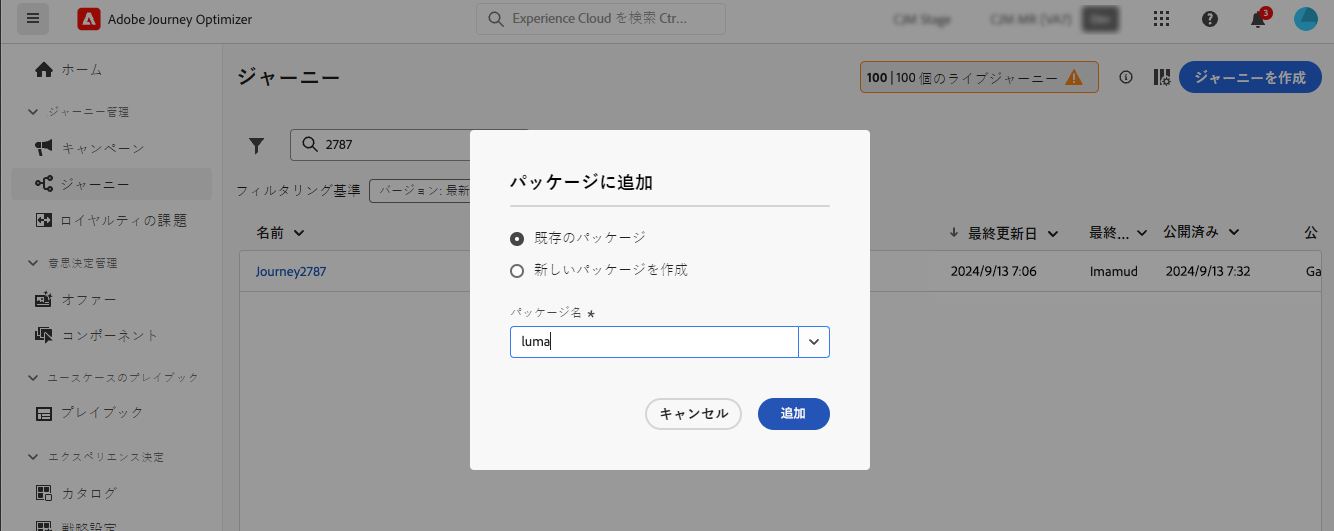 Adobe Journey Optimizer
Experience Cloud を検索 Ctr...
3
ホーム
ジャーニー管理
キャンペーン
ジャーニー
ロイヤルティの課題
意思決定管理
オファー
コンポーネント
ユースケースのプレイブック
プレイブック
エクスペリエンス決定
カタログ
戦略設定
ジャーニー
100 | 100 個のライブジャーニー
ジャーニーを作成
2787
フィルタリング基準
バージョン: 最新
名前
最終更新日
最終...
公開済み
公
Journey2787
2024/9/13 7:06
lmamud
2024/9/13 7:32
Ga
パッケージに追加
既存のパッケージ
新しいパッケージを作成
パッケージ名 *
luma
キャンセル
追加